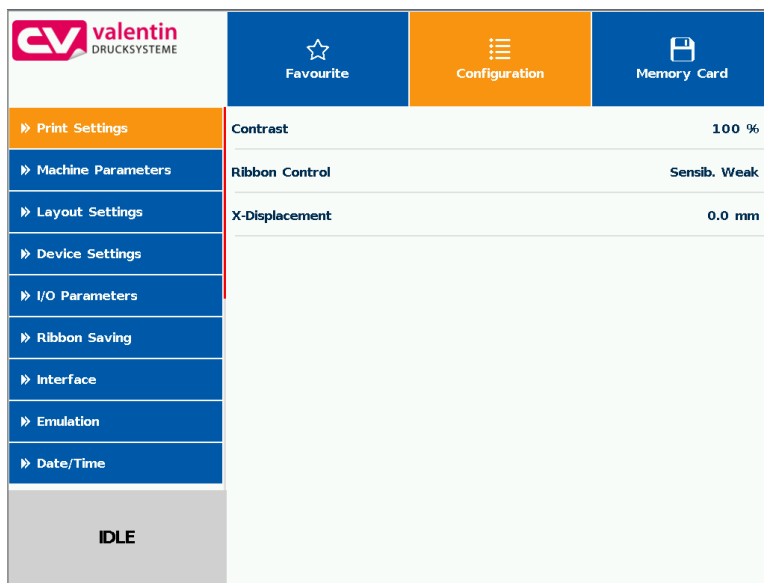 CV valentin
DRUCKSYSTEME
Favourite
Configuration
Memory Card
Print Settings
Contrast 100 %
Machine Parameters
Ribbon Control Sensib. Weak
Layout Settings
X-Displacement 0.0 mm
Device Settings
I/O Parameters
Ribbon Saving
Interface
Emulation
Date/Time
IDLE